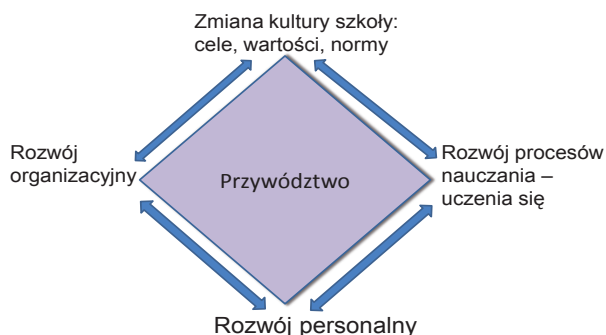 Zmiana kultury szkoły:
cele, wartości, normy
Rozwój
organizacyjny
Przywództwo
Rozwój procesów
nauczania –
uczenia się
Rozwój personalny